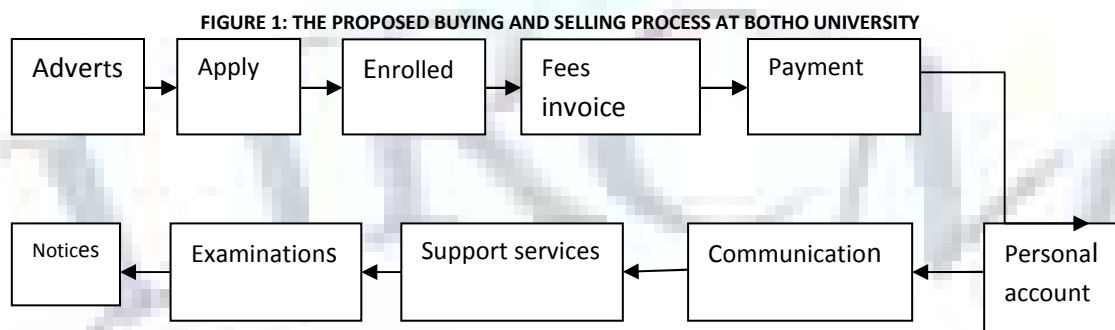 FIGURE 1: THE PROPOSED BUYING AND SELLING PROCESS AT BOTHO UNIVERSITY
Adverts
Apply
Enrolled
Fees
invoice
Payment
Notices
Examinations
Support services
Communication
Personal
account